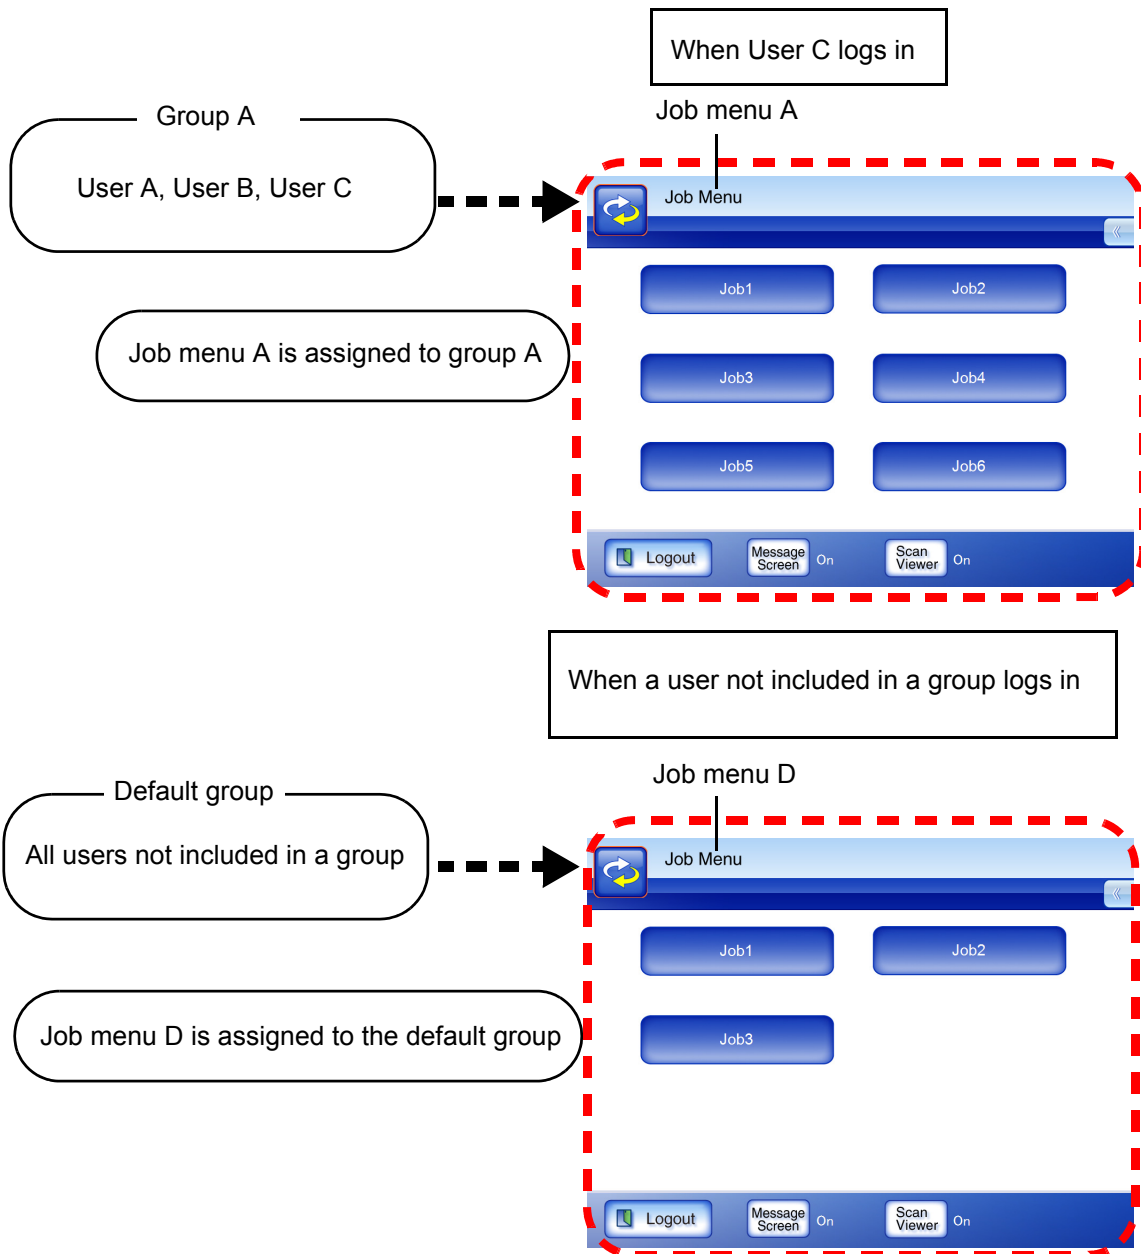 When User C logs in
Job menu A
Group A
User A, User B, User C
Job menu A is assigned to group A
Job Menu
Job1
Job2
Job3
Job4
Job5
Job6
Logout
Message
Screen
On
Scan
Viewer
On
When a user not included in a group logs in
Job menu D
Default group
All users not included in a group
Job menu D is assigned to the default group
Job Menu
Job1
Job2
Job3
Logout
Message
Screen
On
Scan
Viewer
On